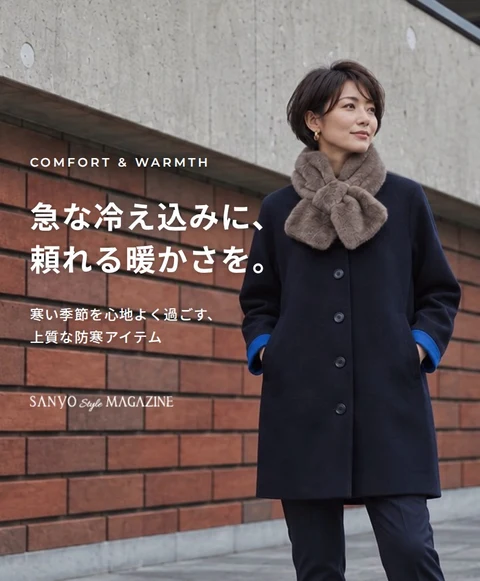 COMFORT & WARMTH
急な冷え込みに、
頼れる暖かさを。
寒い季節を心地よく過ごす、
上質な防寒アイテム
SANYO Style MAGAZINE